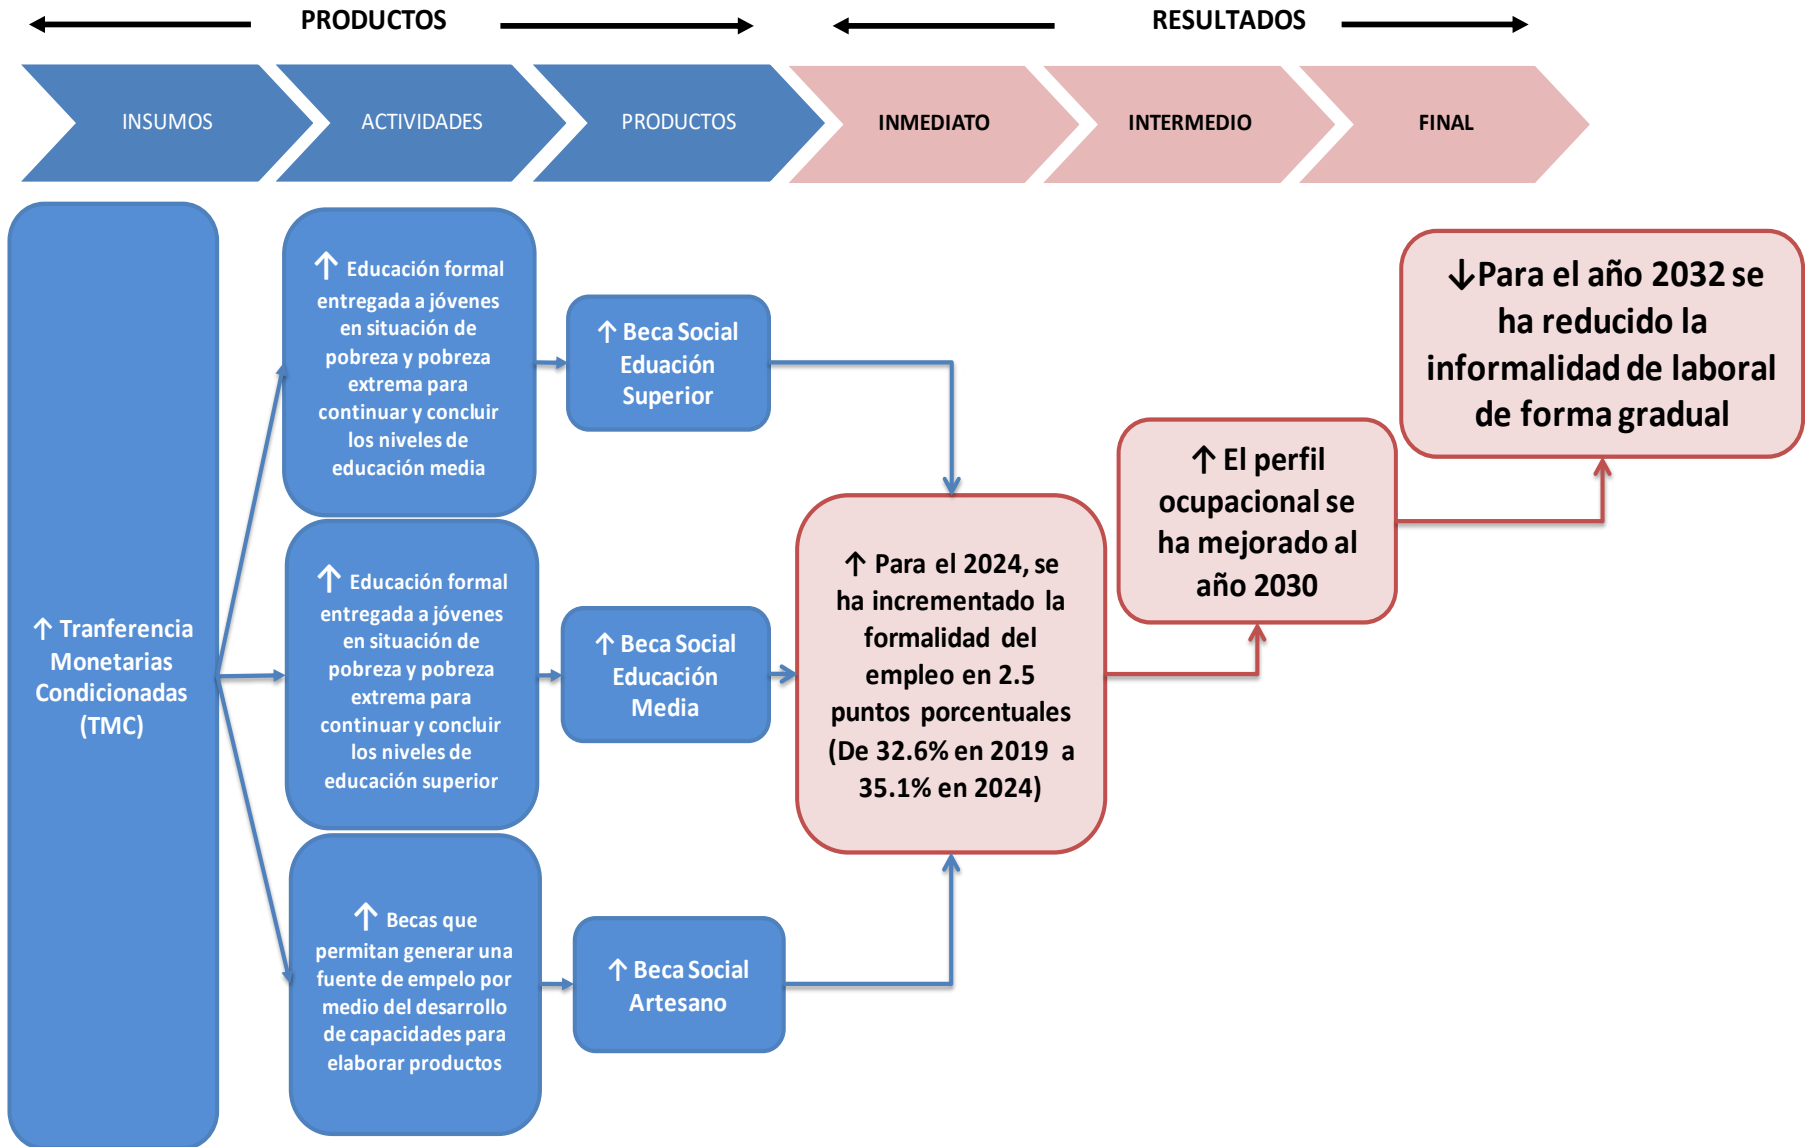 PRODUCTOS
RESULTADOS
INSUMOS
ACTIVIDADES
PRODUCTOS
INMEDIATO
INTERMEDIO
FINAL
↑ Tranferencia
Monetarias
Condicionadas
(TMC)
↑ Educación formal
entregada a jóvenes
en situación de
pobreza y pobreza
extrema para
continuar y concluir
los niveles de
educación media
↑ Educación formal
entregada a jóvenes
en situación de
pobreza y pobreza
extrema para
continuar y concluir
los niveles de
educación superior
↑ Becas que
permitan generar una
fuente de empelo por
medio del desarrollo
de capacidades para
elaborar productos
↑ Beca Social
Eduación
Superior
↑ Beca Social
Educación
Media
↑ Beca Social
Artesano
↑ Para el 2024, se
ha incrementado la
formalidad del
empleo en 2.5
puntos porcentuales
(De 32.6% en 2019 a
35.1% en 2024)
↑ El perfil
ocupacional se
ha mejorado al
año 2030
↓Para el año 2032 se
ha reducido la
informalidad de laboral
de forma gradual